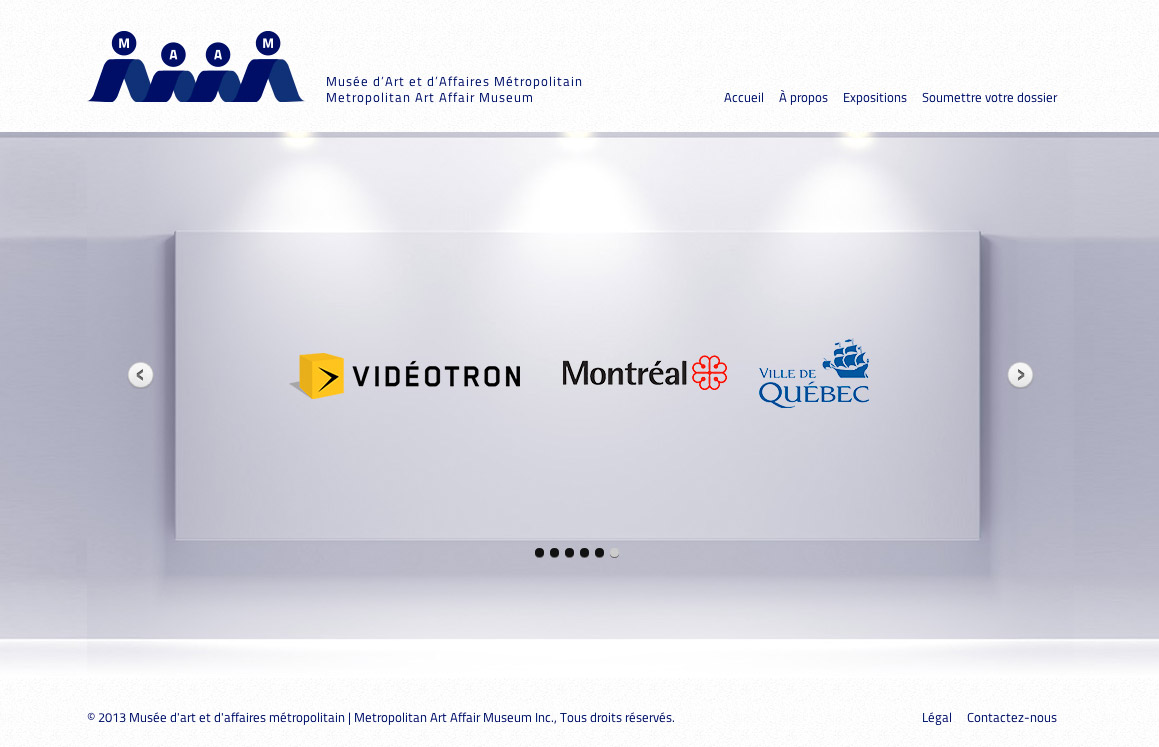 M A A M
Musée d'Art et d'Affaires Métropolitain
Metropolitan Art Affair Museum
Accueil À propos Expositions Soumettre votre dossier
VIDÉOTRON
Montréal
VILLE DE
QUÉBEC
© 2013 Musée d'art et d'affaires métropolitain | Metropolitan Art Affair Museum Inc., Tous droits réservés.
Légal Contactez-nous